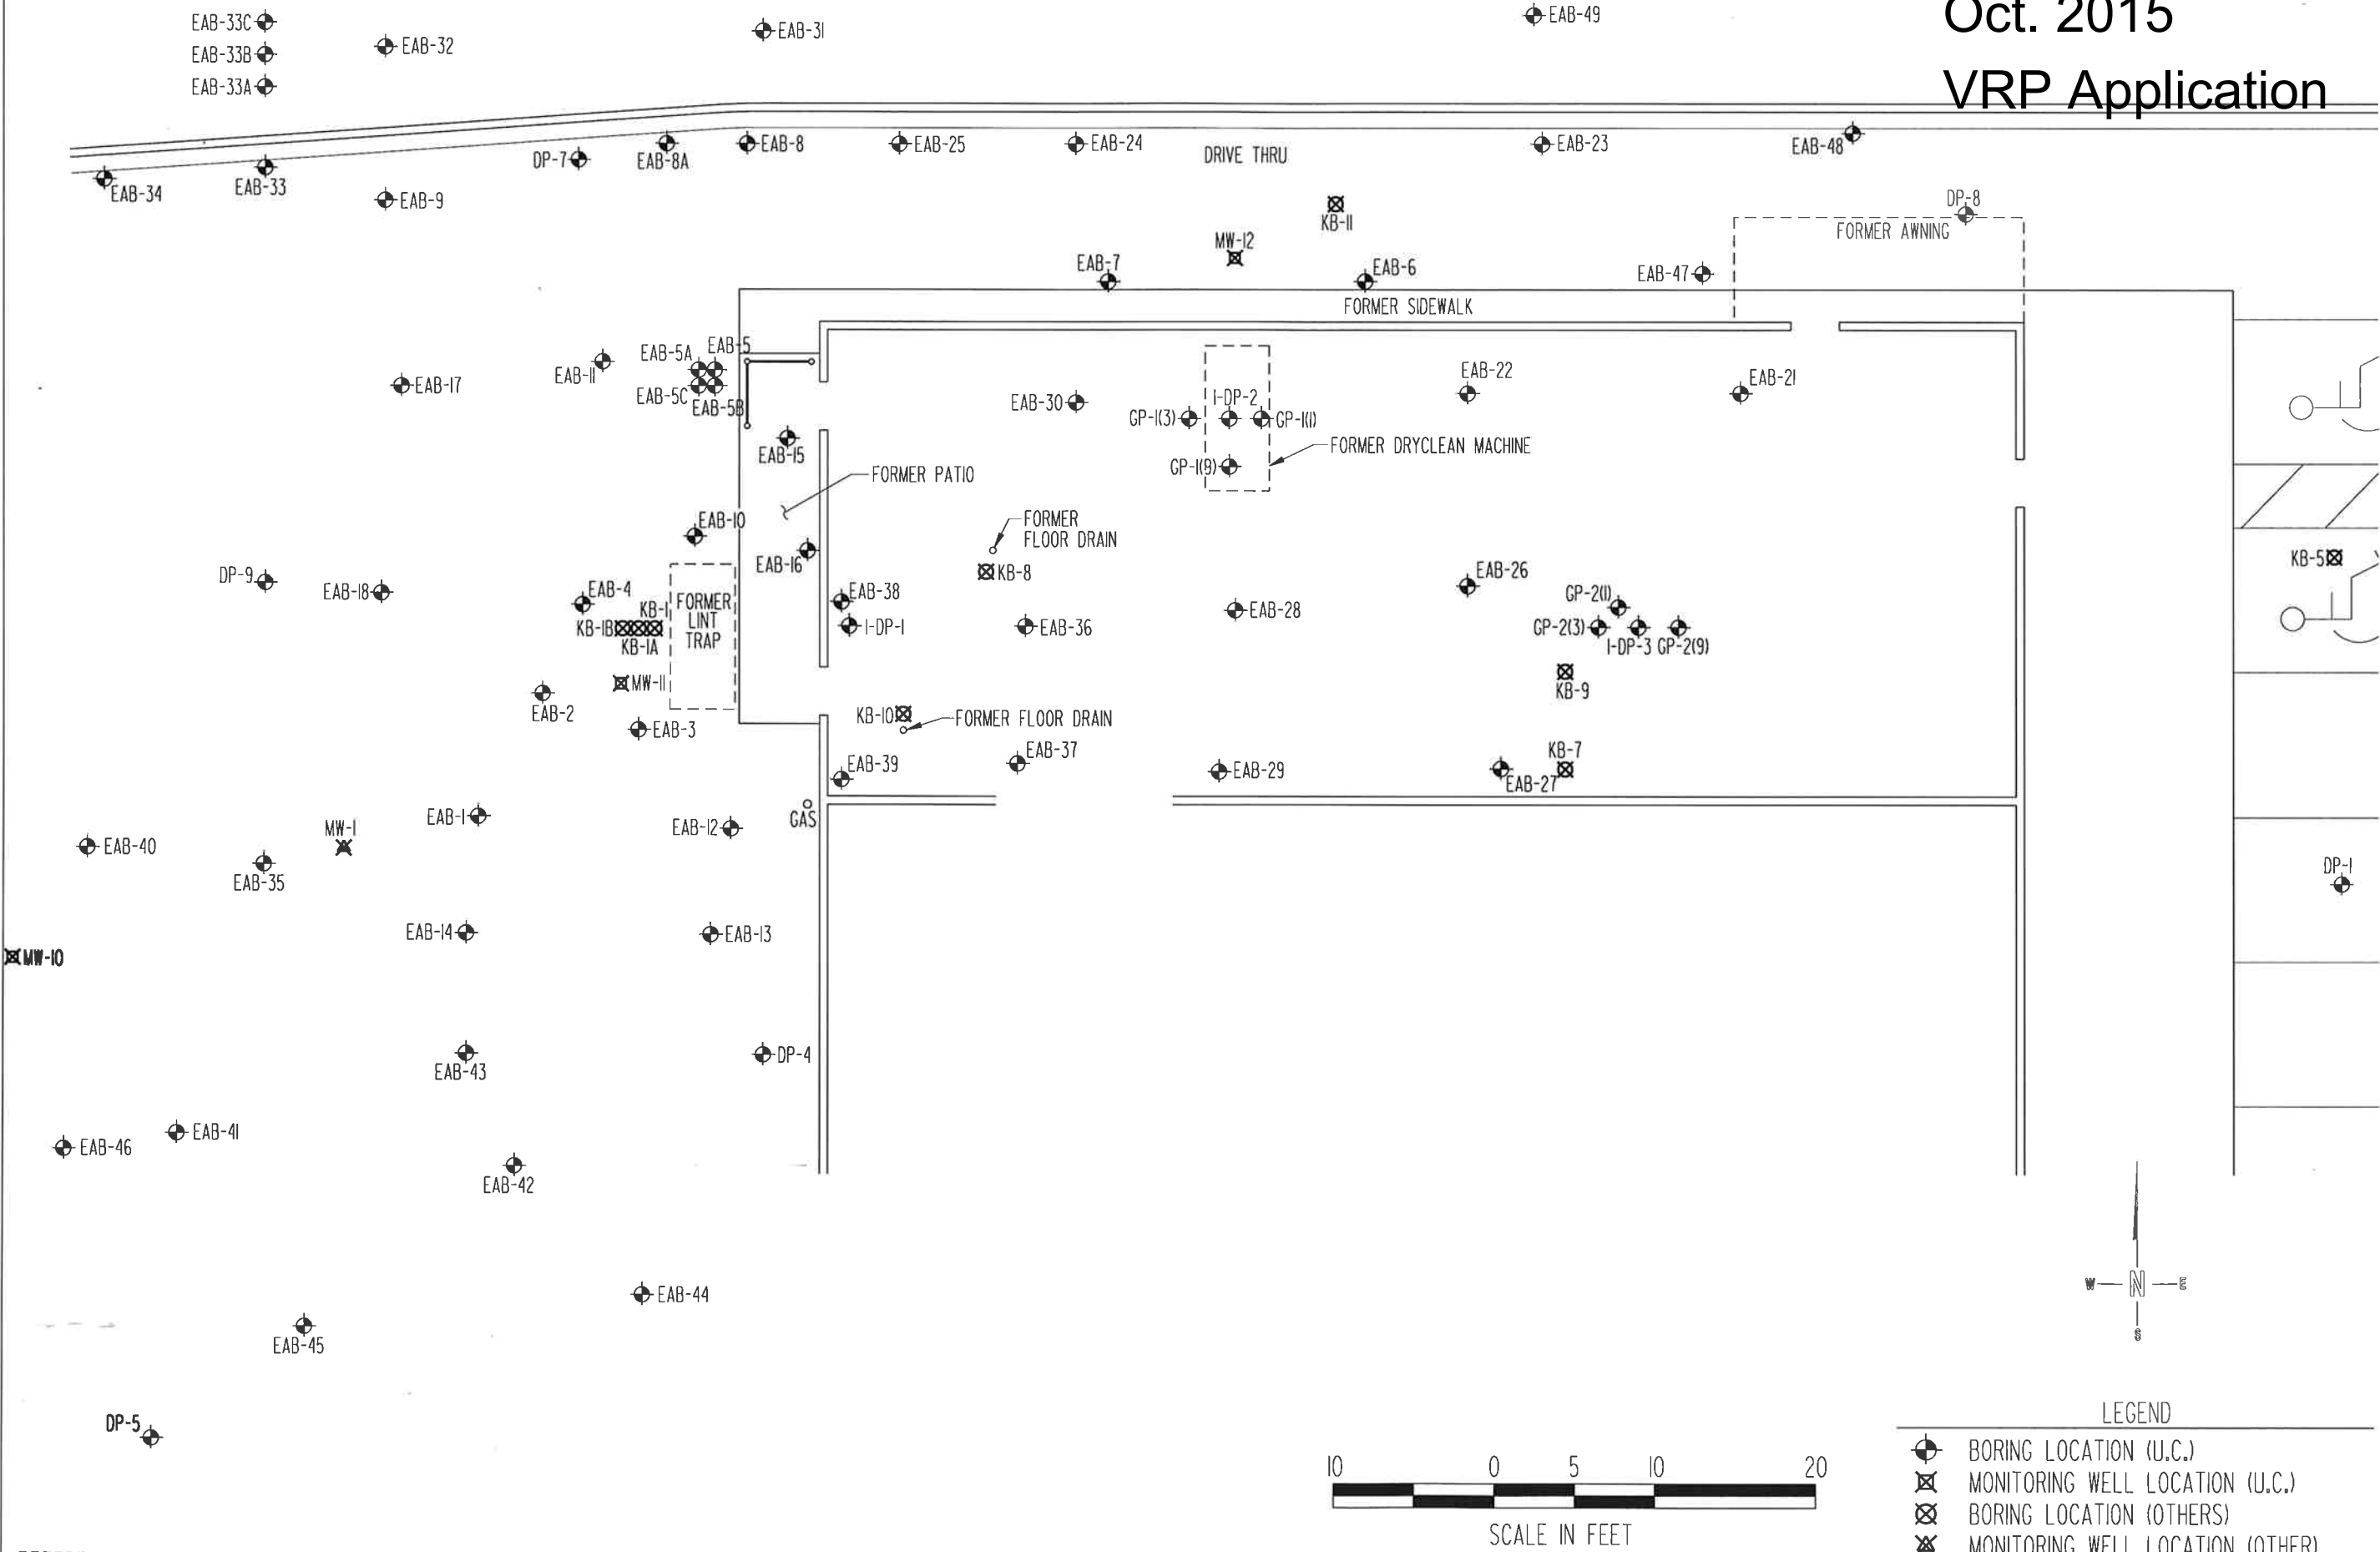 Oct. 2015
VRP Application
EAB-33C
EAB-33B
EAB-33A
EAB-32
EAB-31
EAB-49
EAB-34
EAB-33
DP-7
EAB-8A
EAB-8
EAB-25
EAB-24
DRIVE THRU
EAB-23
EAB-48
EAB-9
KB-11
DP-8
FORMER AWNING
MW-12
EAB-7
EAB-6
EAB-47
FORMER SIDEWALK
EAB-5A
EAB-5
EAB-11
EAB-17
EAB-5C
EAB-5B
EAB-30
I-DP-2
GP-1(3)
GP-1(1)
EAB-22
EAB-21
EAB-15
FORMER DRYCLEAN MACHINE
GP-1(9)
FORMER PATIO
EAB-10
FORMER
FLOOR DRAIN
EAB-16
KB-8
KB-5
DP-9
EAB-18
EAB-4
KB-1
KB-1B
KB-1A
FORMER
LINT
TRAP
EAB-38
I-DP-1
EAB-36
EAB-28
EAB-26
GP-2(1)
GP-2(3)
I-DP-3
GP-2(9)
MW-11
EAB-2
EAB-3
KB-9
KB-10
FORMER FLOOR DRAIN
EAB-39
EAB-37
EAB-29
KB-7
EAB-27
EAB-1
EAB-12
GAS
MW-1
EAB-40
EAB-35
DP-1
EAB-14
EAB-13
MW-10
EAB-43
DP-4
EAB-46
EAB-41
EAB-42
EAB-44
EAB-45
DP-5
W N E
S
10 0 5 10 20
SCALE IN FEET
LEGEND
BORING LOCATION (U.C.)
MONITORING WELL LOCATION (U.C.)
BORING LOCATION (OTHERS)
MONITORING WELL LOCATION (OTHER)